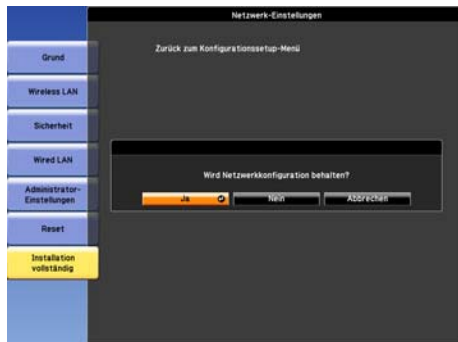 Netzwerk-Einstellungen
Zurück zum Konfigurationssetup-Menü
Grund
Wireless LAN
Sicherheit
Wired LAN
Administrator-
Einstellungen
Reset
Installation
vollständig
Wird Netzwerkkonfiguration behalten?
Ja
Nein
Abbrechen